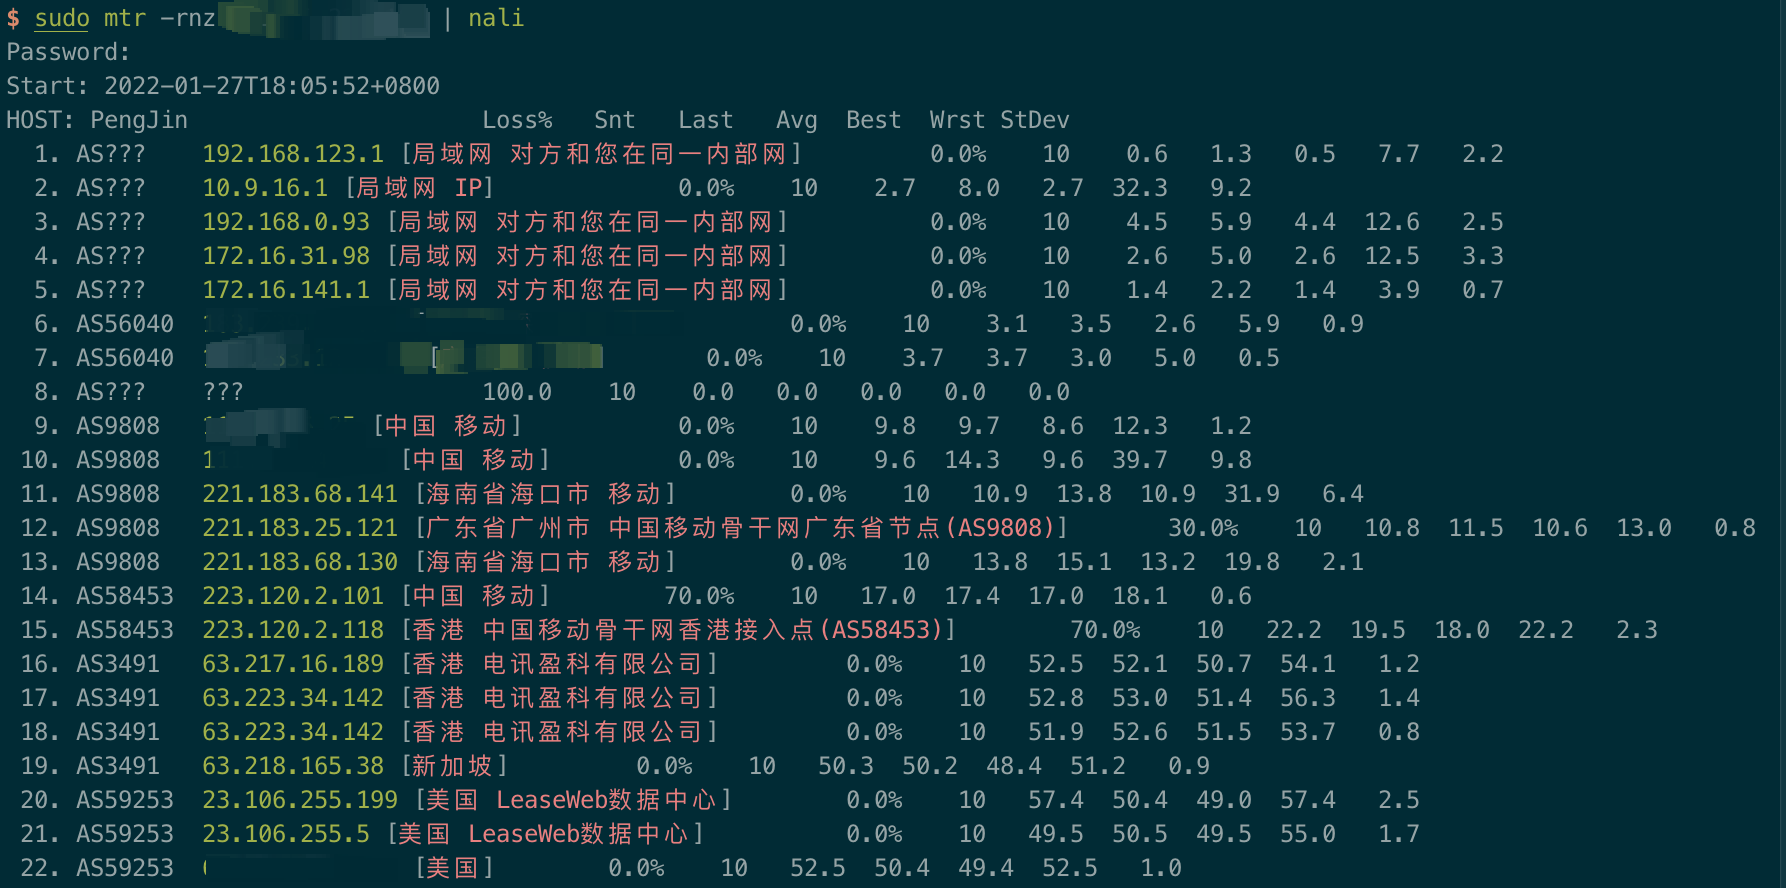 $ sudo mtr -rnz | nali
Password:
Start: 2022-01-27T18:05:52+0800
HOST: PengJin Loss% Snt Last Avg Best Wrst StDev
1. AS??? 192.168.123.1 [局域网 对方和您在同一内部网] 0.0% 10 0.6 1.3 0.5 7.7 2.2
2. AS??? 10.9.16.1 [局域网 IP] 0.0% 10 2.7 8.0 2.7 32.3 9.2
3. AS??? 192.168.0.93 [局域网 对方和您在同一内部网] 0.0% 10 4.5 5.9 4.4 12.6 2.5
4. AS??? 172.16.31.98 [局域网 对方和您在同一内部网] 0.0% 10 2.6 5.0 2.6 12.5 3.3
5. AS??? 172.16.141.1 [局域网 对方和您在同一内部网] 0.0% 10 1.4 2.2 1.4 3.9 0.7
6. AS56040 0.0% 10 3.1 3.5 2.6 5.9 0.9
7. AS56040 0.0% 10 3.7 3.7 3.0 5.0 0.5
8. AS??? ??? 100.0 10 0.0 0.0 0.0 0.0 0.0
9. AS9808 [中国 移动] 0.0% 10 9.8 9.7 8.6 12.3 1.2
10. AS9808 [中国 移动] 0.0% 10 9.6 14.3 9.6 39.7 9.8
11. AS9808 221.183.68.141 [海南省海口市 移动] 0.0% 10 10.9 13.8 10.9 31.9 6.4
12. AS9808 221.183.25.121 [广东省广州市 中国移动骨干网广东省节点(AS9808)] 30.0% 10 10.8 11.5 10.6 13.0 0.8
13. AS9808 221.183.68.130 [海南省海口市 移动] 0.0% 10 13.8 15.1 13.2 19.8 2.1
14. AS58453 223.120.2.101 [中国 移动] 70.0% 10 17.0 17.4 17.0 18.1 0.6
15. AS58453 223.120.2.118 [香港 中国移动骨干网香港接入点(AS58453)] 70.0% 10 22.2 19.5 18.0 22.2 2.3
16. AS3491 63.217.16.189 [香港 电讯盈科有限公司] 0.0% 10 52.5 52.1 50.7 54.1 1.2
17. AS3491 63.223.34.142 [香港 电讯盈科有限公司] 0.0% 10 52.8 53.0 51.4 56.3 1.4
18. AS3491 63.223.34.142 [香港 电讯盈科有限公司] 0.0% 10 51.9 52.6 51.5 53.7 0.8
19. AS3491 63.218.165.38 [新加坡] 0.0% 10 50.3 50.2 48.4 51.2 0.9
20. AS59253 23.106.255.199 [美国 LeaseWeb数据中心] 0.0% 10 57.4 50.4 49.0 57.4 2.5
21. AS59253 23.106.255.5 [美国 LeaseWeb数据中心] 0.0% 10 49.5 50.5 49.5 55.0 1.7
22. AS59253 [美国] 0.0% 10 52.5 50.4 49.4 52.5 1.0